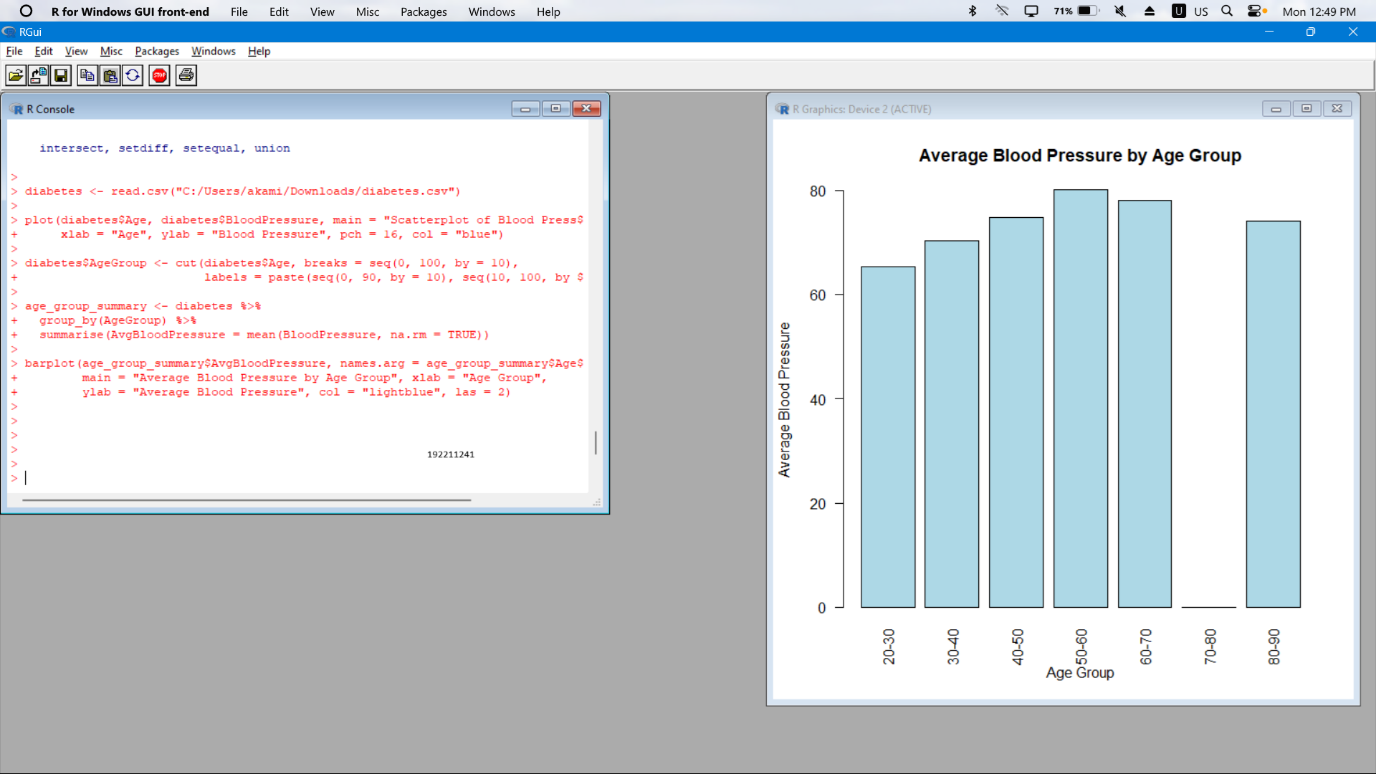 R for Windows GUI front-end File Edit View Misc Packages Windows Help 71% U US Mon 12:49 PM
RGui
File Edit View Misc Packages Windows Help
STOP
R Console
intersect, setdiff, setequal, union
>
> diabetes <- read.csv("C:/Users/akami/Downloads/diabetes.csv")
>
> plot(diabetes$Age, diabetes$BloodPressure, main = "Scatterplot of Blood Press$
+ xlab = "Age", ylab = "Blood Pressure", pch = 16, col = "blue")
>
> diabetes$AgeGroup <- cut(diabetes$Age, breaks = seq(0, 100, by = 10),
+ labels = paste(seq(0, 90, by = 10), seq(10, 100, by $
>
> age_group_summary <- diabetes %>%
+ group_by(AgeGroup) %>%
+ summarise(AvgBloodPressure = mean(BloodPressure, na.rm = TRUE))
>
> barplot(age_group_summary$AvgBloodPressure, names.arg = age_group_summary$Age$
+ main = "Average Blood Pressure by Age Group", xlab = "Age Group",
+ ylab = "Average Blood Pressure", col = "lightblue", las = 2)
>
>
>
>
192211241
>
>
R Graphics: Device 2 (ACTIVE)
Average Blood Pressure by Age Group
80
60
40
20
0
Average Blood Pressure
20-30
30-40
40-50
50-60
60-70
70-80
80-90
Age Group